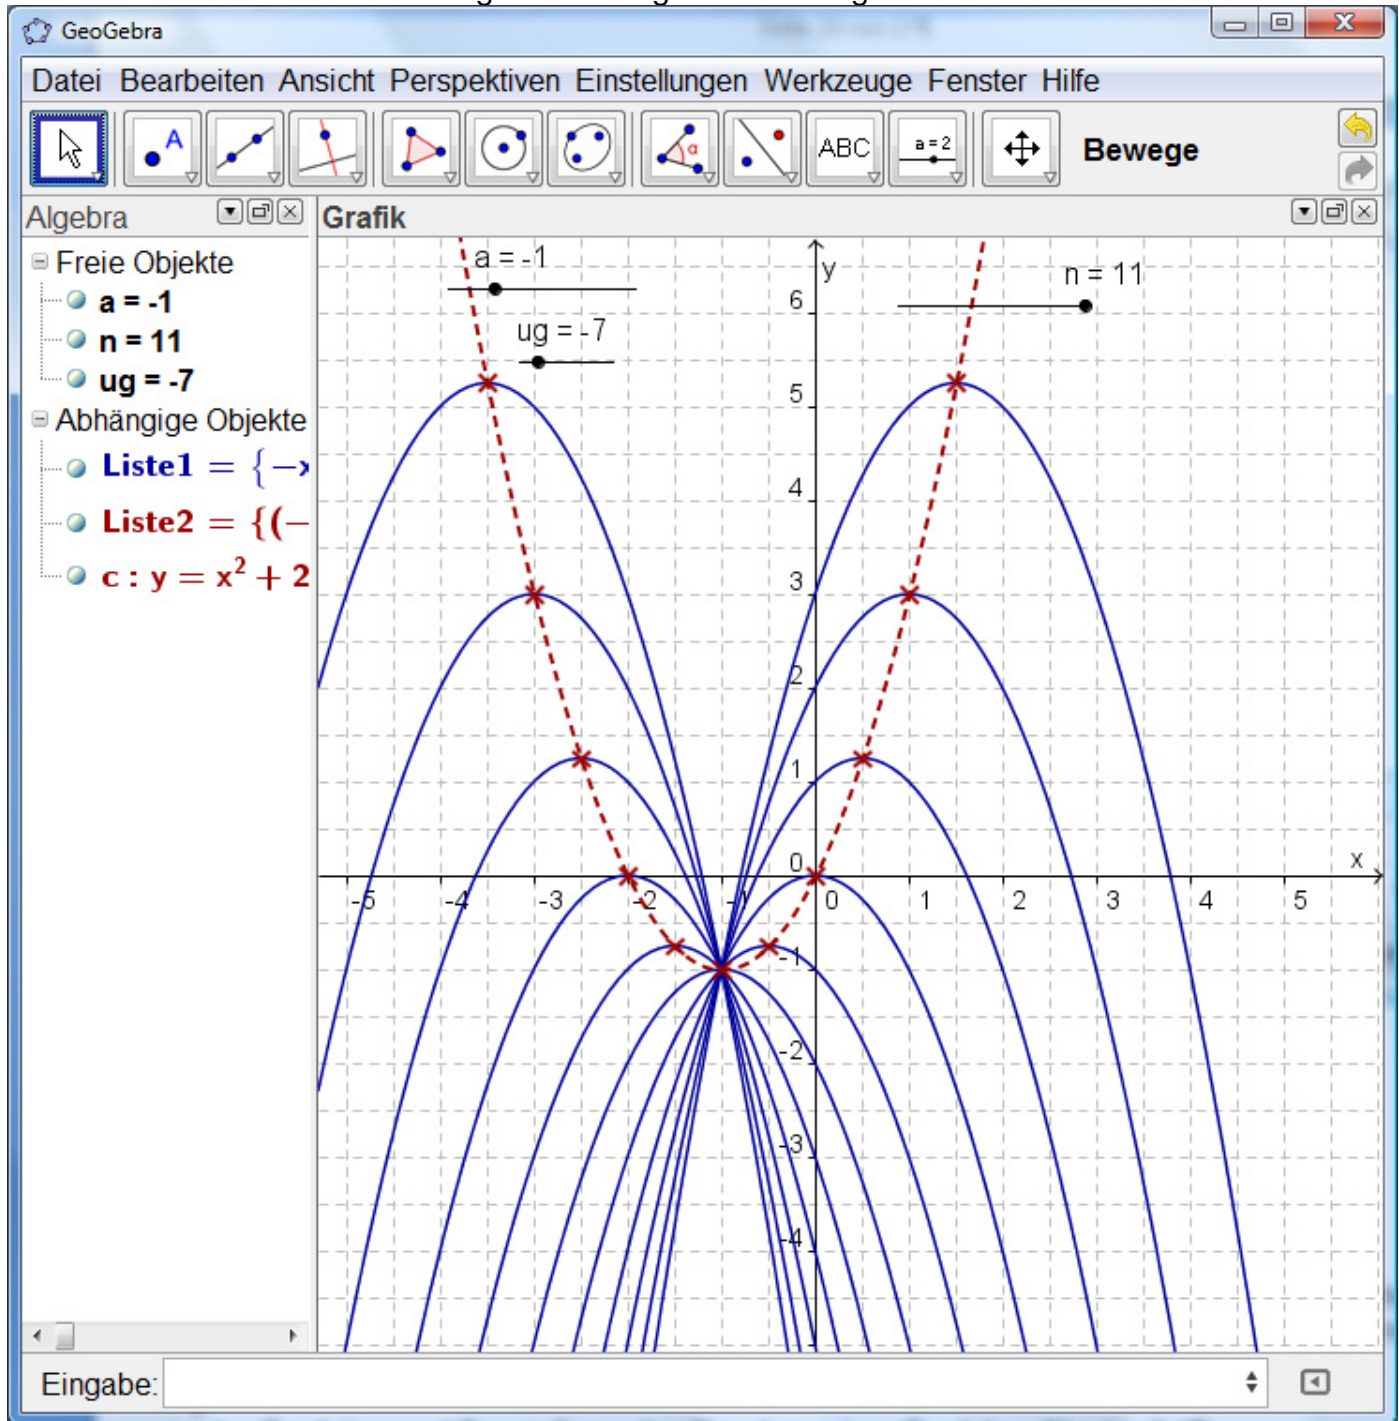 GeoGebra
Datei Bearbeiten Ansicht Perspektiven Einstellungen Werkzeuge Fenster Hilfe
A α ABC a=2 Bewege
Algebra
Grafik
Freie Objekte
a = -1
n = 11
ug = -7
Abhängige Objekte
Liste1 = {−x
Liste2 = {(−
c : y = x² + 2
a = -1
ug = -7
n = 11
y
x
6
5
4
3
2
1
0
-1
-2
-3
-4
-5 -4 -3 -2 -1 0 1 2 3 4 5
Eingabe: